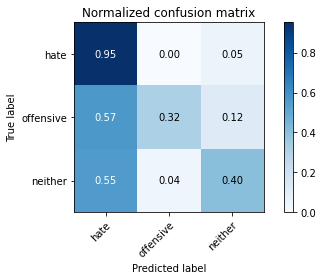 Normalized confusion matrix
True label
hate 0.95 0.00 0.05
offensive 0.57 0.32 0.12
neither 0.55 0.04 0.40
hate offensive neither
Predicted label
0.8
0.6
0.4
0.2
0.0